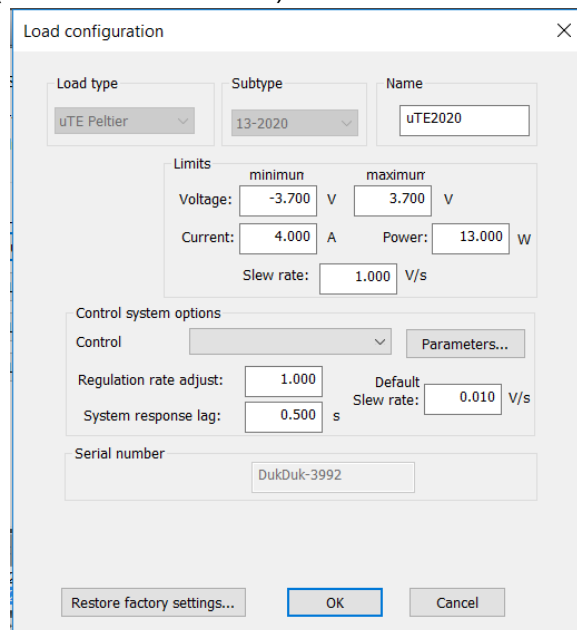 Load configuration
Load type
Subtype
Name
uTE Peltier
13-2020
uTE2020
Limits
minimun
maximun
Voltage: -3.700 V 3.700 V
Current: 4.000 A Power: 13.000 W
Slew rate: 1.000 V/s
Control system options
Control
Parameters...
Regulation rate adjust: 1.000
Default
Slew rate: 0.010 V/s
System response lag: 0.500 s
Serial number
DukDuk-3992
Restore factory settings...
OK
Cancel